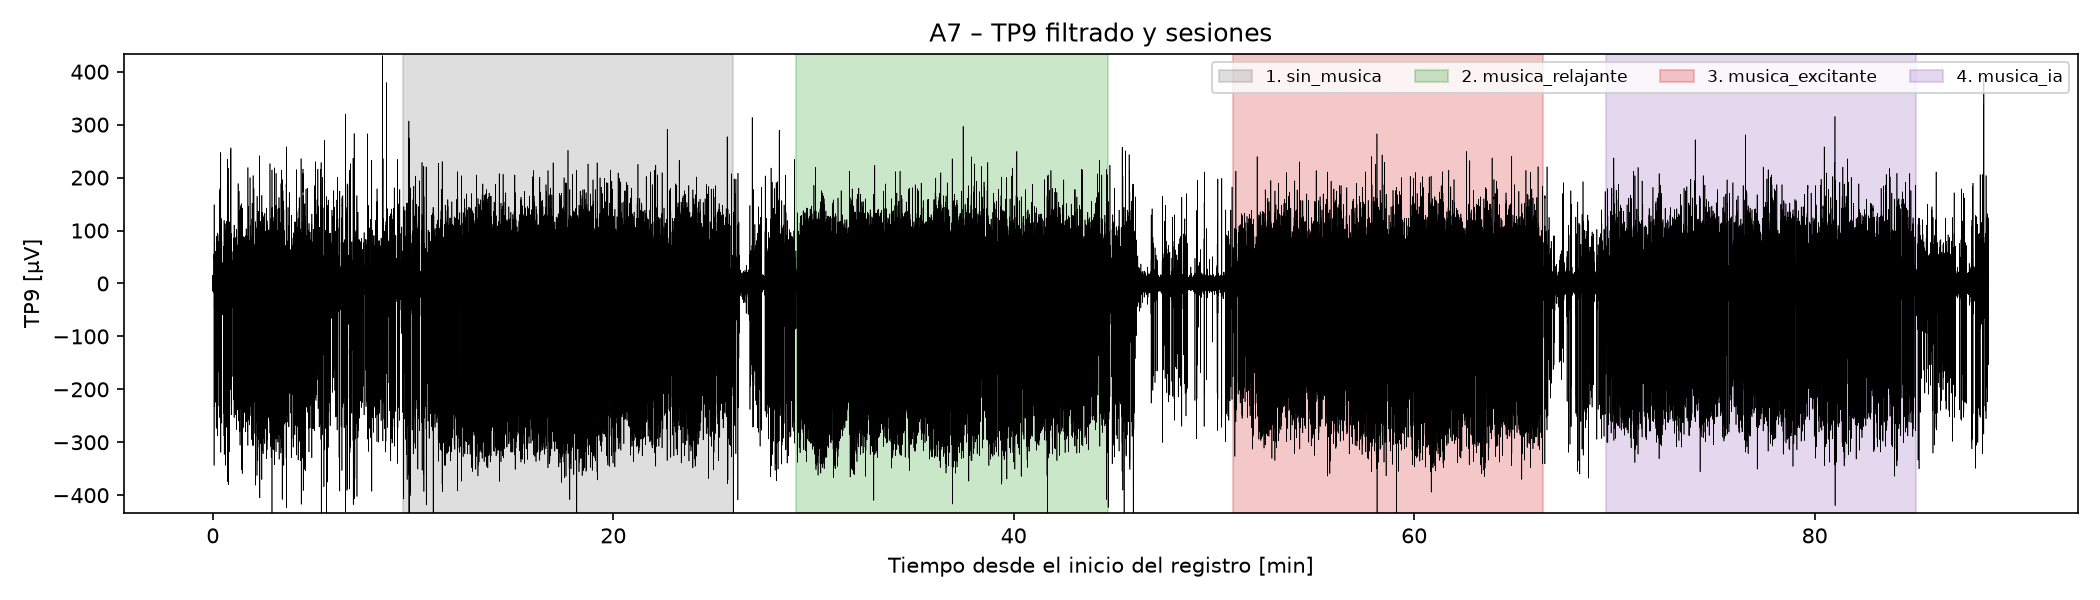 A7 – TP9 filtrado y sesiones
1. sin_musica 2. musica_relajante 3. musica_excitante 4. musica_ia
TP9 [µV]
400
300
200
100
0
−100
−200
−300
−400
0 20 40 60 80
Tiempo desde el inicio del registro [min]